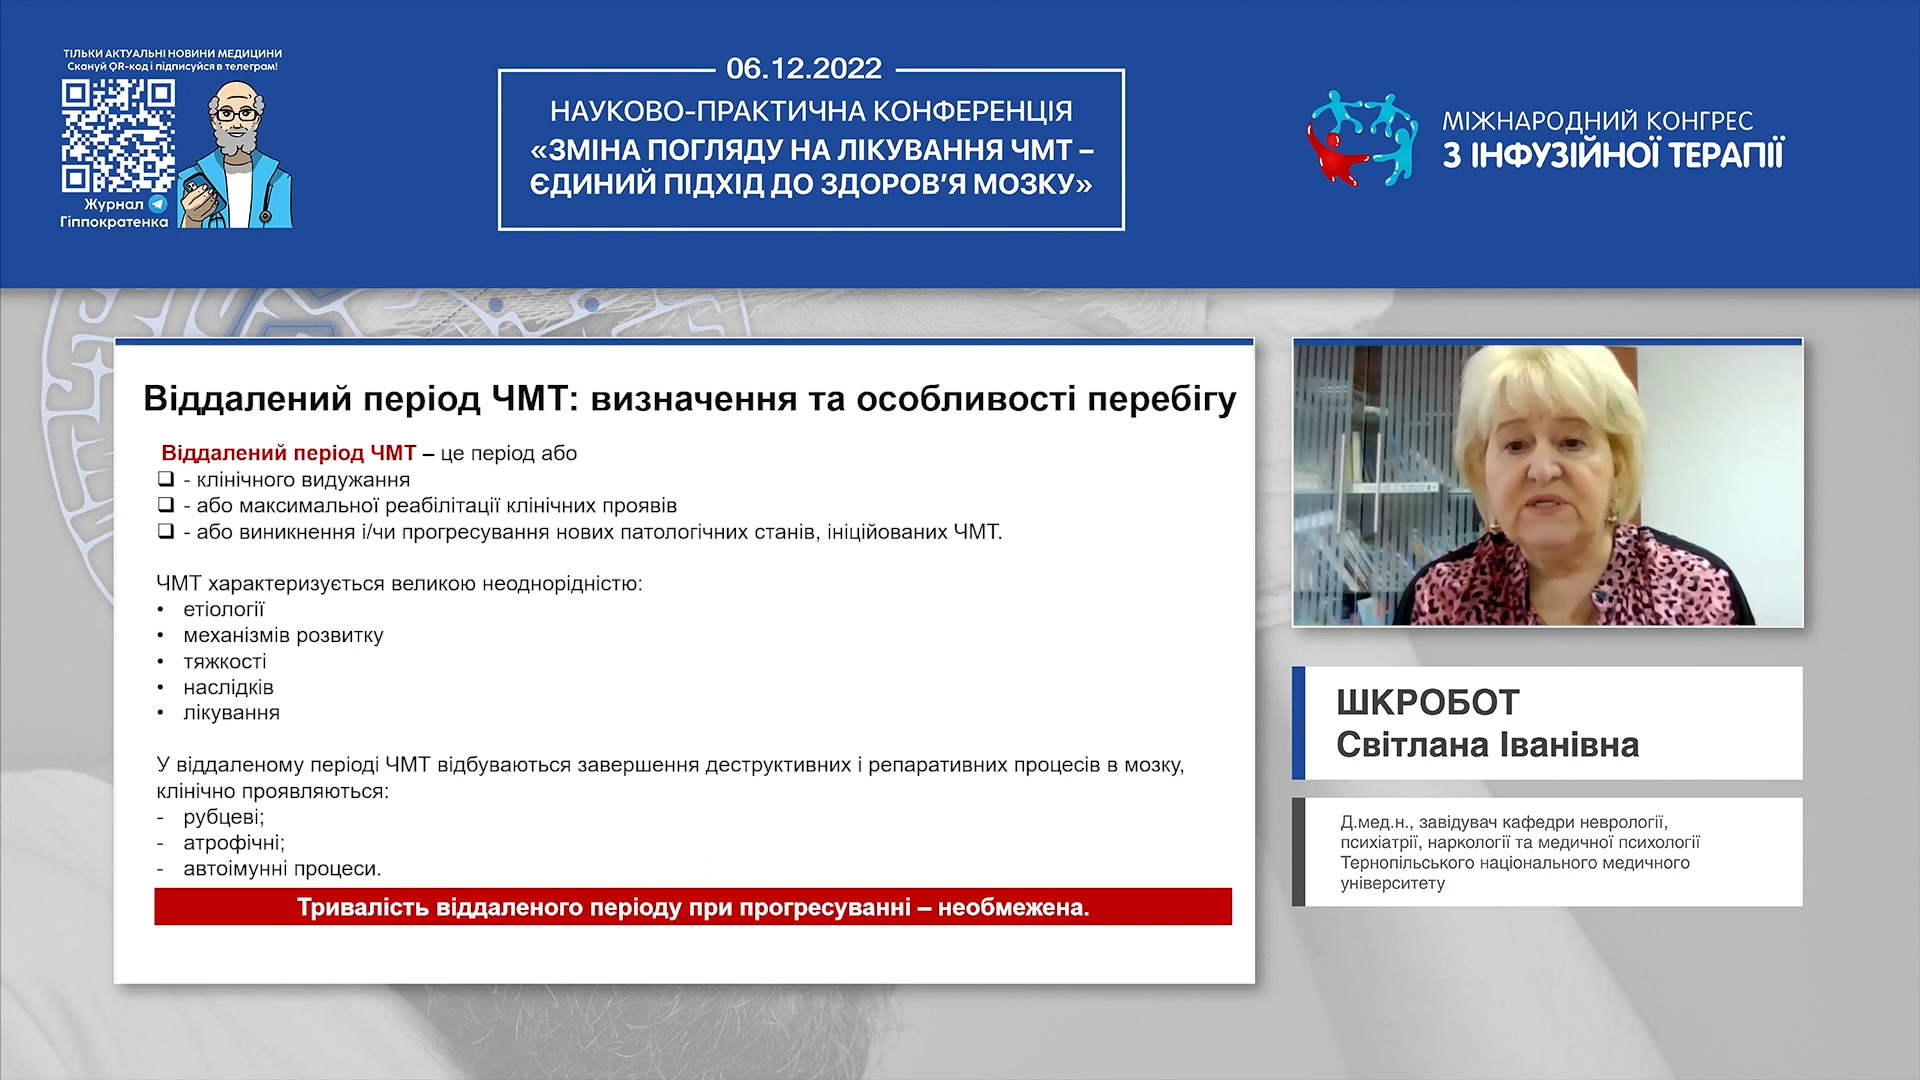 ТІЛЬКИ АКТУАЛЬНІ НОВИНИ МЕДИЦИНИ
Скануй QR-код і підписуйся в телеграм!
Журнал
Гіппократенка
06.12.2022
НАУКОВО-ПРАКТИЧНА КОНФЕРЕНЦІЯ
«ЗМІНА ПОГЛЯДУ НА ЛІКУВАННЯ ЧМТ –
ЄДИНИЙ ПІДХІД ДО ЗДОРОВ’Я МОЗКУ»
МІЖНАРОДНИЙ КОНГРЕС
З ІНФУЗІЙНОЇ ТЕРАПІЇ
Віддалений період ЧМТ: визначення та особливості перебігу
Віддалений період ЧМТ – це період або
❑ - клінічного видужання
❑ - або максимальної реабілітації клінічних проявів
❑ - або виникнення і/чи прогресування нових патологічних станів, ініційованих ЧМТ.
ЧМТ характеризується великою неоднорідністю:
• етіології
• механізмів розвитку
• тяжкості
• наслідків
• лікування
У віддаленому періоді ЧМТ відбуваються завершення деструктивних і репаративних процесів в мозку,
клінічно проявляються:
- рубцеві;
- атрофічні;
- автоімунні процеси.
Тривалість віддаленого періоду при прогресуванні – необмежена.
ШКРОБОТ
Світлана Іванівна
Д.мед.н., завідувач кафедри неврології,
психіатрії, наркології та медичної психології
Тернопільського національного медичного
університету